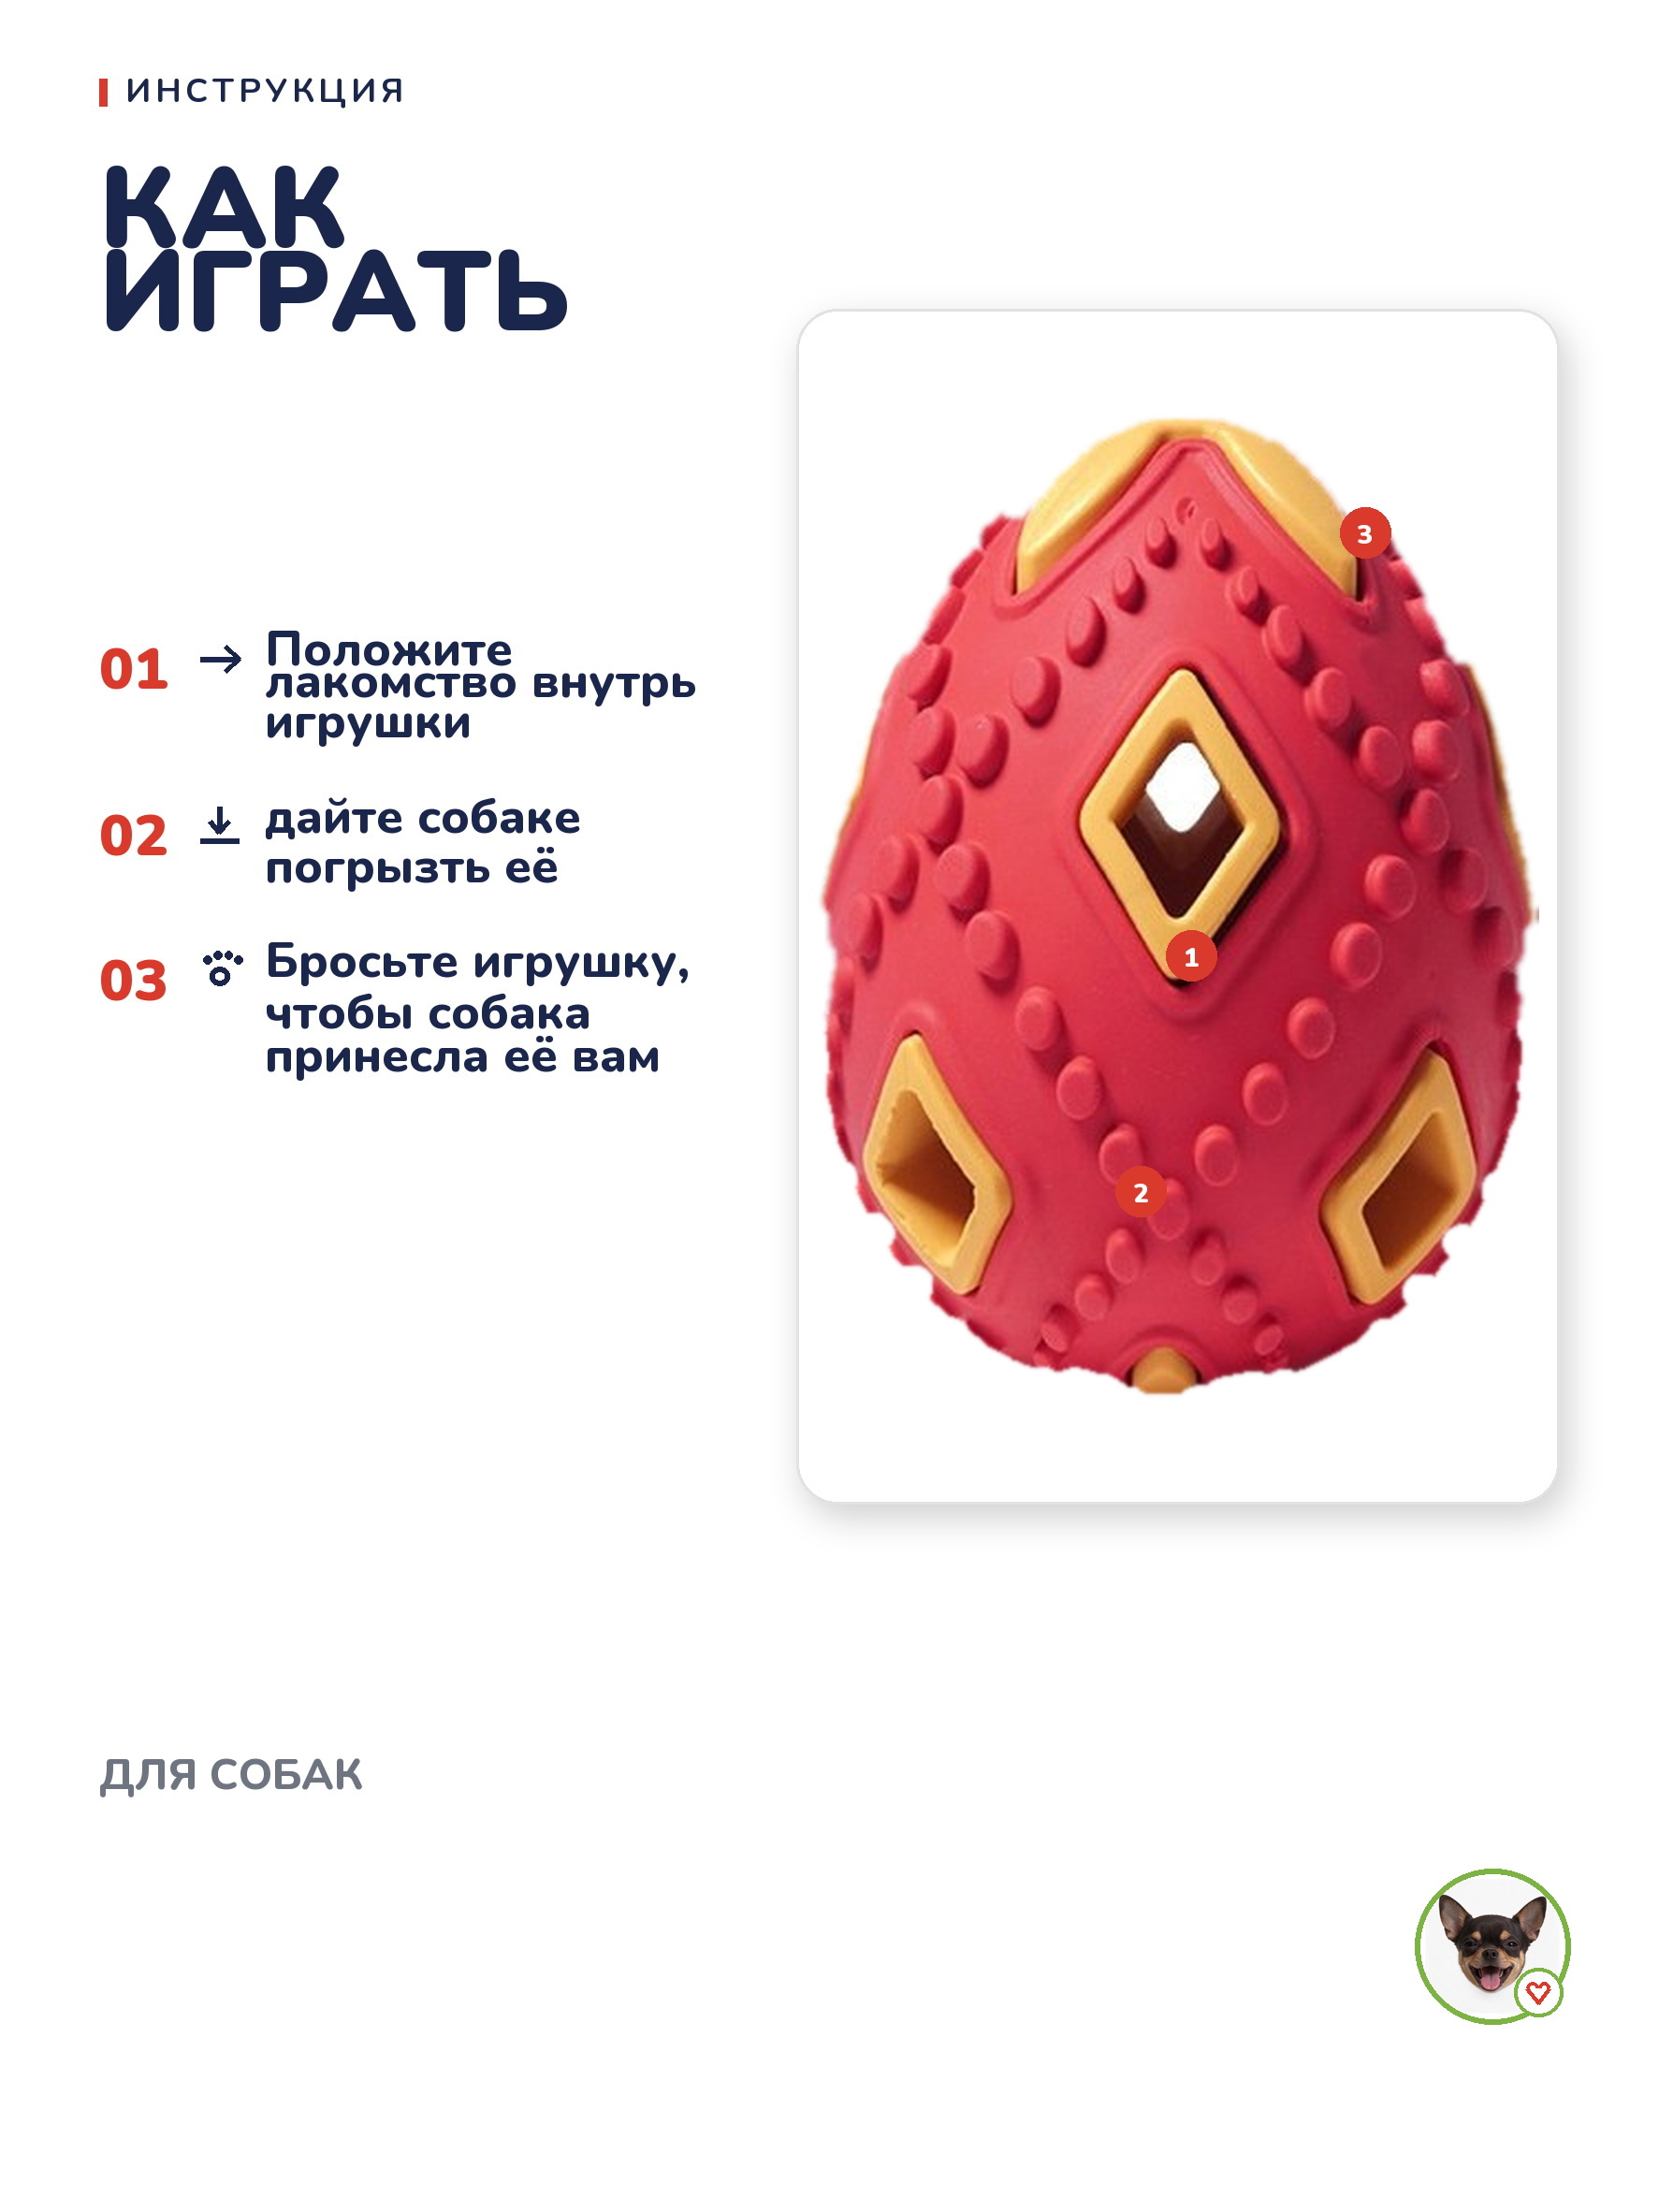 ИНСТРУКЦИЯ
КАК
ИГРАТЬ
01 Положите
лакомство внутрь
игрушки
02 дайте собаке
погрызть её
03 Бросьте игрушку,
чтобы собака
принесла её вам
3
1
2
ДЛЯ СОБАК